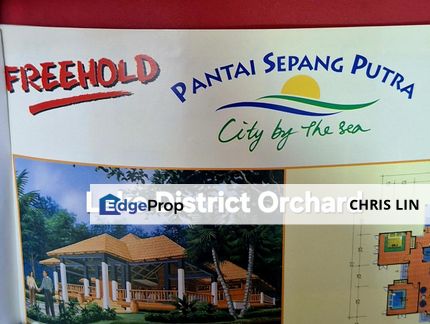 FREEHOLD
PANTAI SEPANG PUTRA
City by the sea
District Orchard
EdgeProp
CHRIS LIN